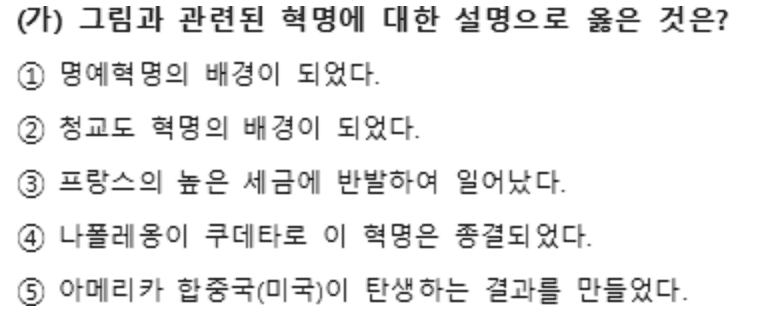 (가) 그림과 관련된 혁명에 대한 설명으로 옳은 것은?
① 명예혁명의 배경이 되었다.
② 청교도 혁명의 배경이 되었다.
③ 프랑스의 높은 세금에 반발하여 일어났다.
④ 나폴레옹이 쿠데타로 이 혁명은 종결되었다.
⑤ 아메리카 합중국(미국)이 탄생하는 결과를 만들었다.